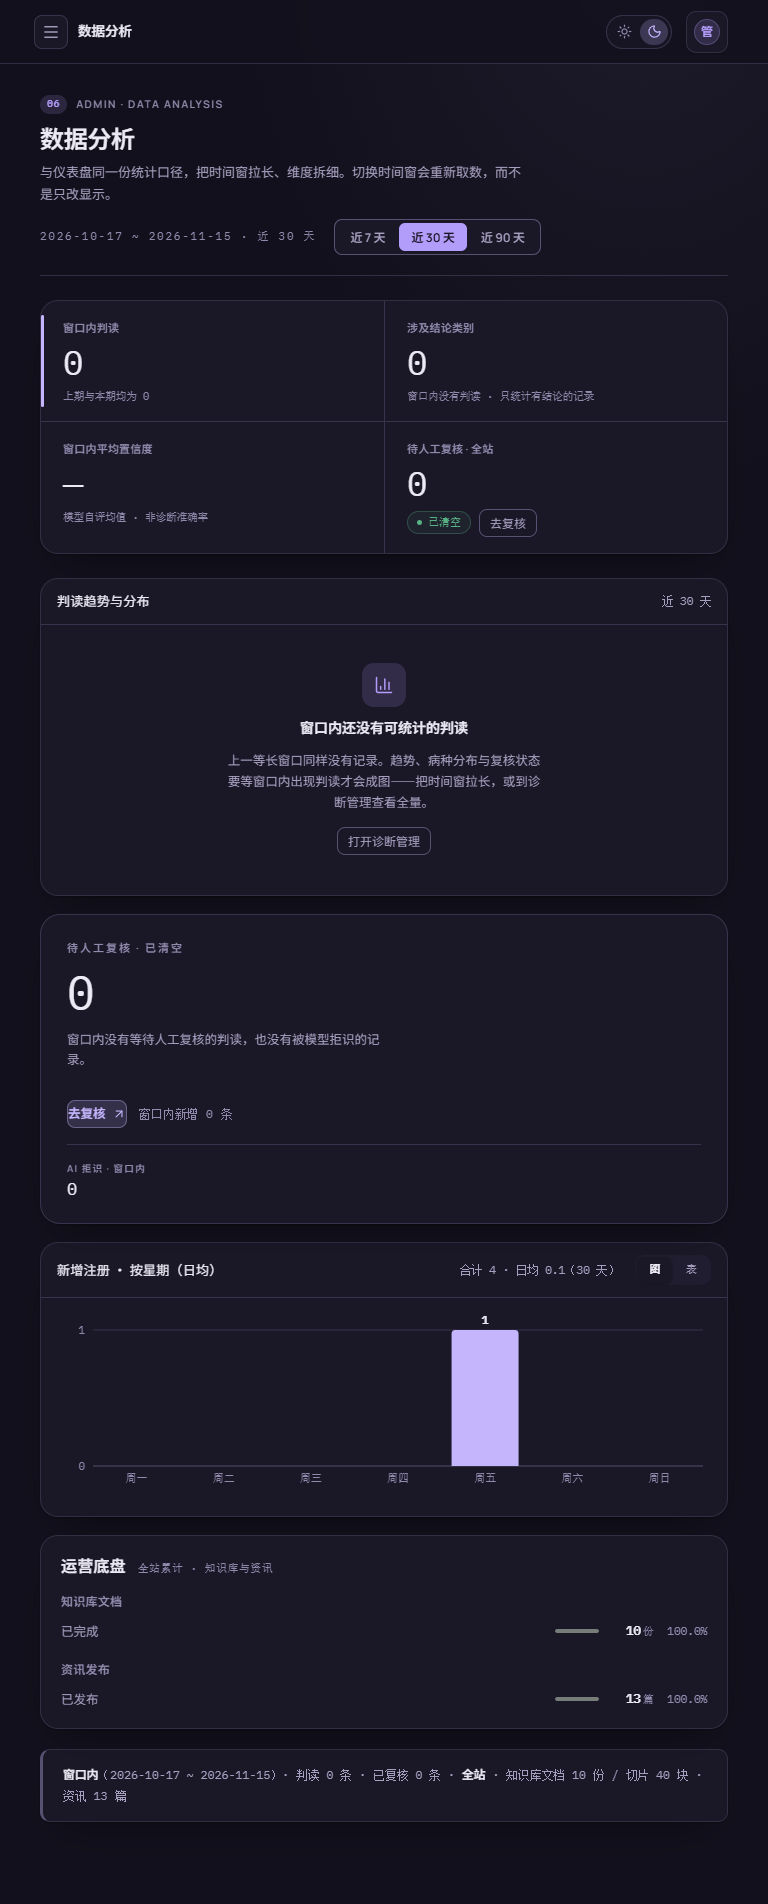 数据分析
管
06 ADMIN · DATA ANALYSIS
数据分析
与仪表盘同一份统计口径，把时间窗拉长、维度拆细。切换时间窗会重新取数，而不
是只改显示。
2026-10-17 ~ 2026-11-15 · 近 30 天
近 7 天 近 30 天 近 90 天
窗口内判读
0
上期与本期均为 0
涉及结论类别
0
窗口内没有判读 · 只统计有结论的记录
窗口内平均置信度
—
模型自评均值 · 非诊断准确率
待人工复核 · 全站
0
已清空 去复核
判读趋势与分布 近 30 天
窗口内还没有可统计的判读
上一等长窗口同样没有记录。趋势、病种分布与复核状态
要等窗口内出现判读才会成图——把时间窗拉长，或到诊
断管理查看全量。
打开诊断管理
待人工复核 · 已清空
0
窗口内没有等待人工复核的判读，也没有被模型拒识的记
录。
去复核 窗口内新增 0 条
AI 拒识 · 窗口内
0
新增注册 · 按星期（日均） 合计 4 · 日均 0.1（30 天） 图 表
1
1
0
周一 周二 周三 周四 周五 周六 周日
运营底盘 全站累计 · 知识库与资讯
知识库文档
已完成 10 份 100.0%
资讯发布
已发布 13 篇 100.0%
窗口内（2026-10-17 ~ 2026-11-15）· 判读 0 条 · 已复核 0 条 · 全站 · 知识库文档 10 份 / 切片 40 块 ·
资讯 13 篇